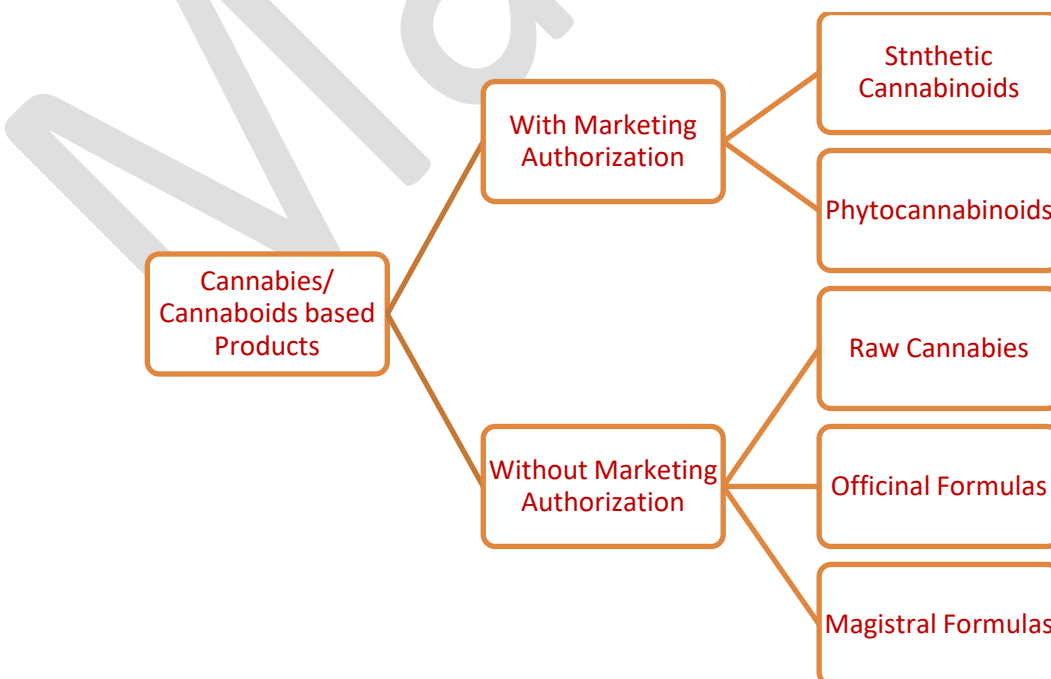 Stnthetic
Cannabinoids
With Marketing
Authorization
Phytocannabinoids
Cannabies/
Cannaboids based
Products
Raw Cannabies
Without Marketing
Authorization
Officinal Formulas
Magistral Formulas